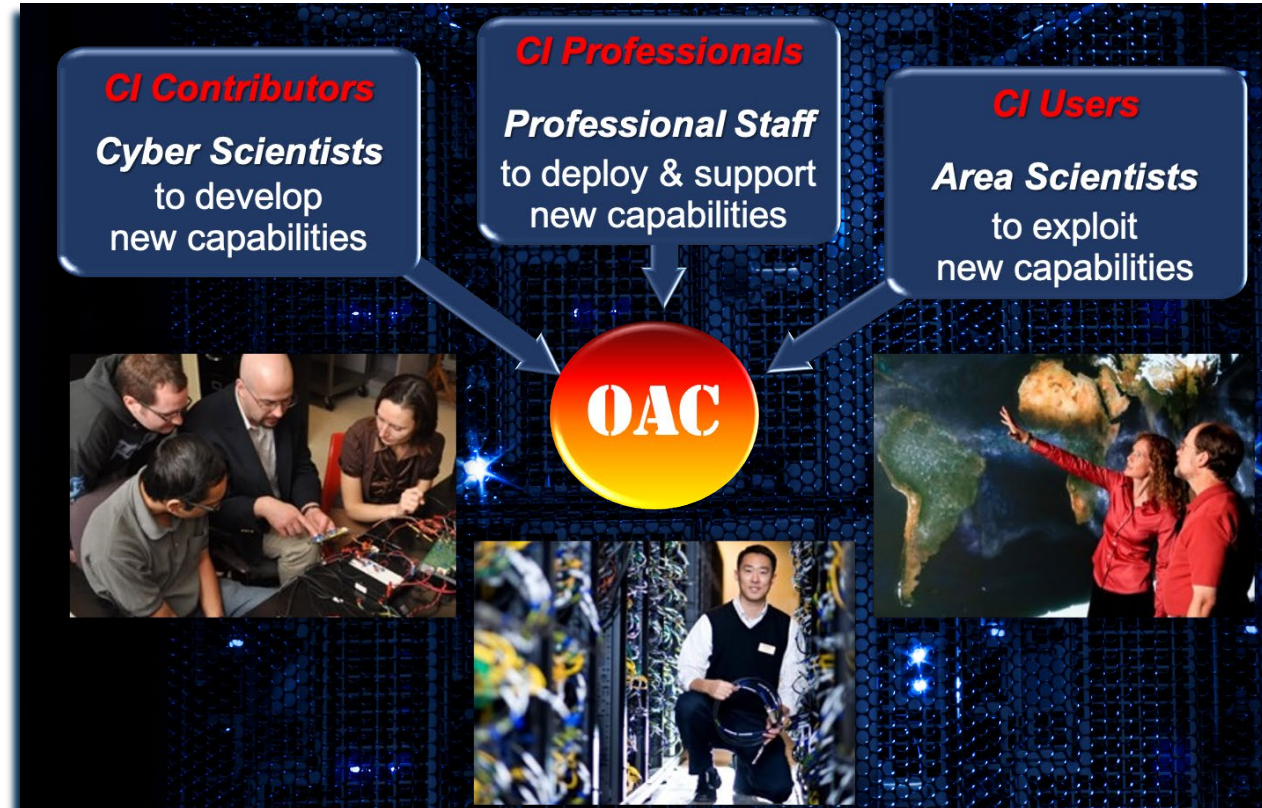 CI Contributors
Cyber Scientists
to develop
new capabilities
CI Professionals
Professional Staff
to deploy & support
new capabilities
CI Users
Area Scientists
to exploit
new capabilities
OAC